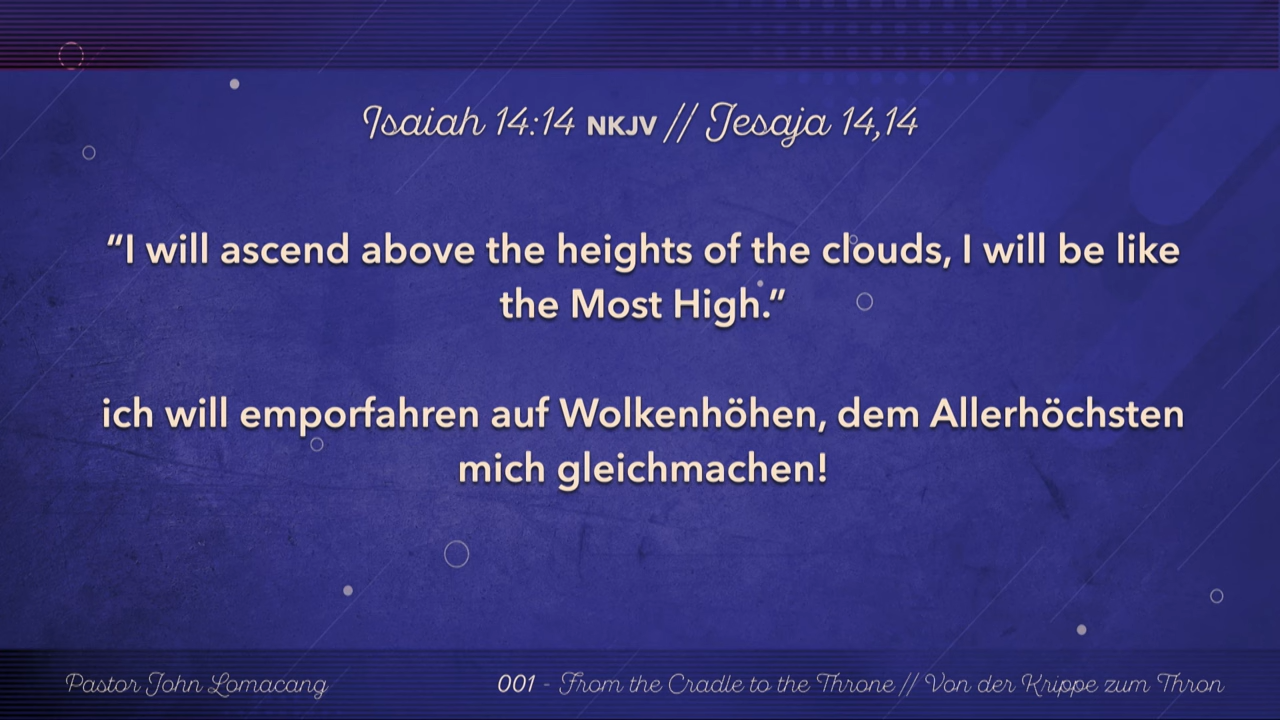 Isaiah 14:14 NKJV // Jesaja 14,14
“I will ascend above the heights of the clouds, I will be like
the Most High.”
ich will emporfahren auf Wolkenhöhen, dem Allerhöchsten
mich gleichmachen!
Pastor John Lomacang
001 - From the Cradle to the Throne // Von der Krippe zum Thron